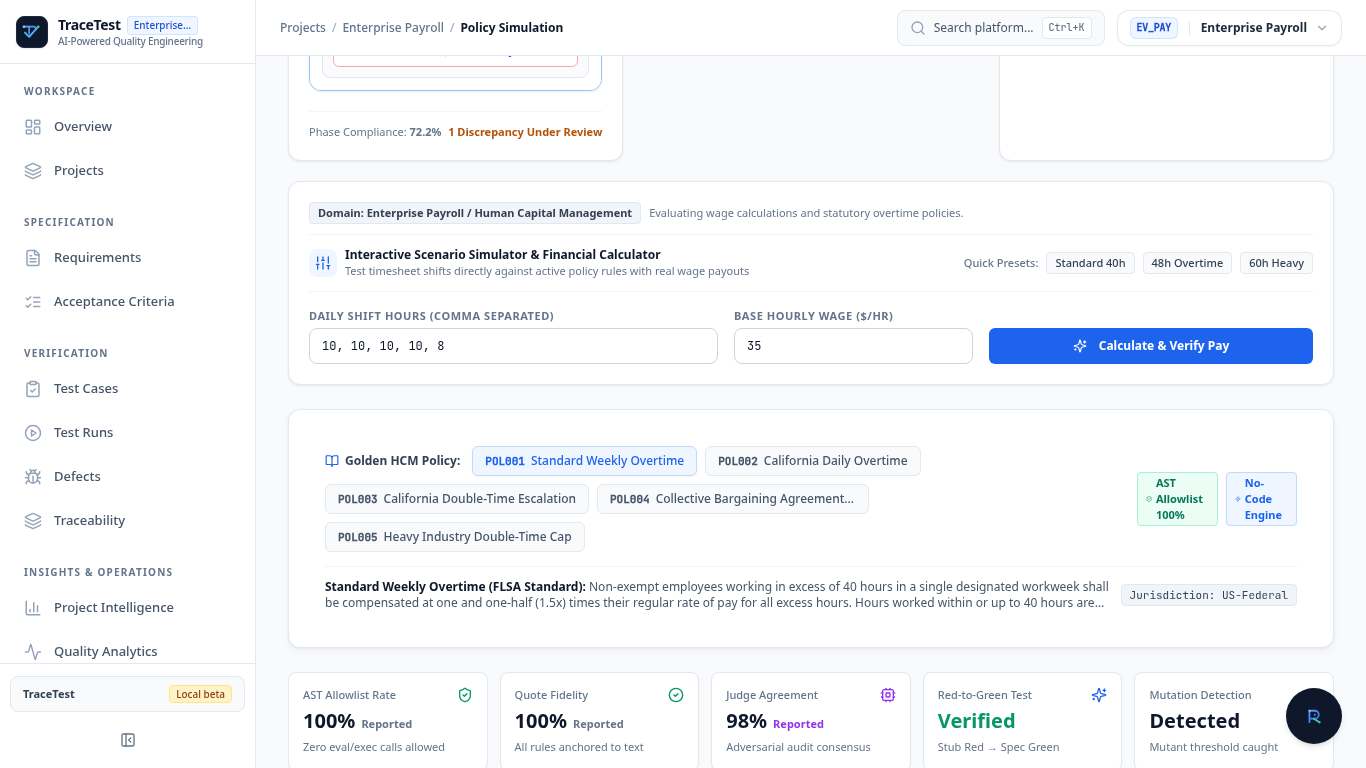 TraceTest
Enterprise...
AI-Powered Quality Engineering
WORKSPACE
Overview
Projects
SPECIFICATION
Requirements
Acceptance Criteria
VERIFICATION
Test Cases
Test Runs
Defects
Traceability
INSIGHTS & OPERATIONS
Project Intelligence
Quality Analytics
TraceTest
Local beta
Projects / Enterprise Payroll / Policy Simulation
Search platform...
Ctrl+K
EV_PAY
Enterprise Payroll
Phase Compliance: 72.2%
1 Discrepancy Under Review
Domain: Enterprise Payroll / Human Capital Management
Evaluating wage calculations and statutory overtime policies.
Interactive Scenario Simulator & Financial Calculator
Test timesheet shifts directly against active policy rules with real wage payouts
Quick Presets:
Standard 40h
48h Overtime
60h Heavy
DAILY SHIFT HOURS (COMMA SEPARATED)
10, 10, 10, 10, 8
BASE HOURLY WAGE ($/HR)
35
Calculate & Verify Pay
Golden HCM Policy:
POL001 Standard Weekly Overtime
POL002 California Daily Overtime
POL003 California Double-Time Escalation
POL004 Collective Bargaining Agreement...
POL005 Heavy Industry Double-Time Cap
AST
Allowlist
100%
No-
Code
Engine
Standard Weekly Overtime (FLSA Standard): Non-exempt employees working in excess of 40 hours in a single designated workweek shall
be compensated at one and one-half (1.5x) times their regular rate of pay for all excess hours. Hours worked within or up to 40 hours are...
Jurisdiction: US-Federal
AST Allowlist Rate
100% Reported
Zero eval/exec calls allowed
Quote Fidelity
100% Reported
All rules anchored to text
Judge Agreement
98% Reported
Adversarial audit consensus
Red-to-Green Test
Verified
Stub Red → Spec Green
Mutation Detection
Detected
Mutant threshold caught